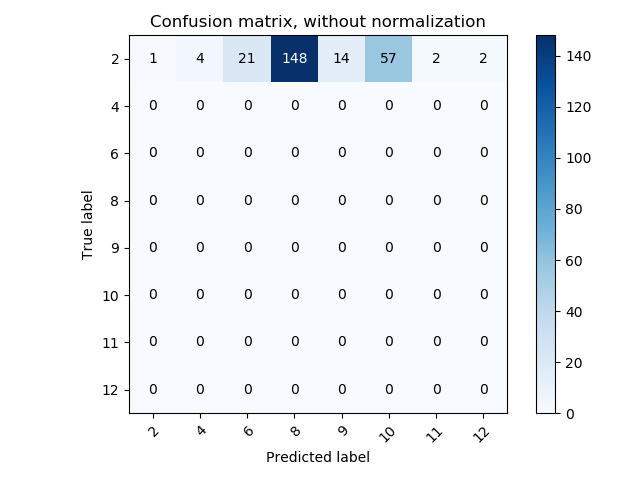 Confusion matrix, without normalization
2 1 4 21 148 14 57 2 2
4 0 0 0 0 0 0 0 0
6 0 0 0 0 0 0 0 0
8 0 0 0 0 0 0 0 0
9 0 0 0 0 0 0 0 0
10 0 0 0 0 0 0 0 0
11 0 0 0 0 0 0 0 0
12 0 0 0 0 0 0 0 0
2 4 6 8 9 10 11 12
True label
Predicted label
140
120
100
80
60
40
20
0